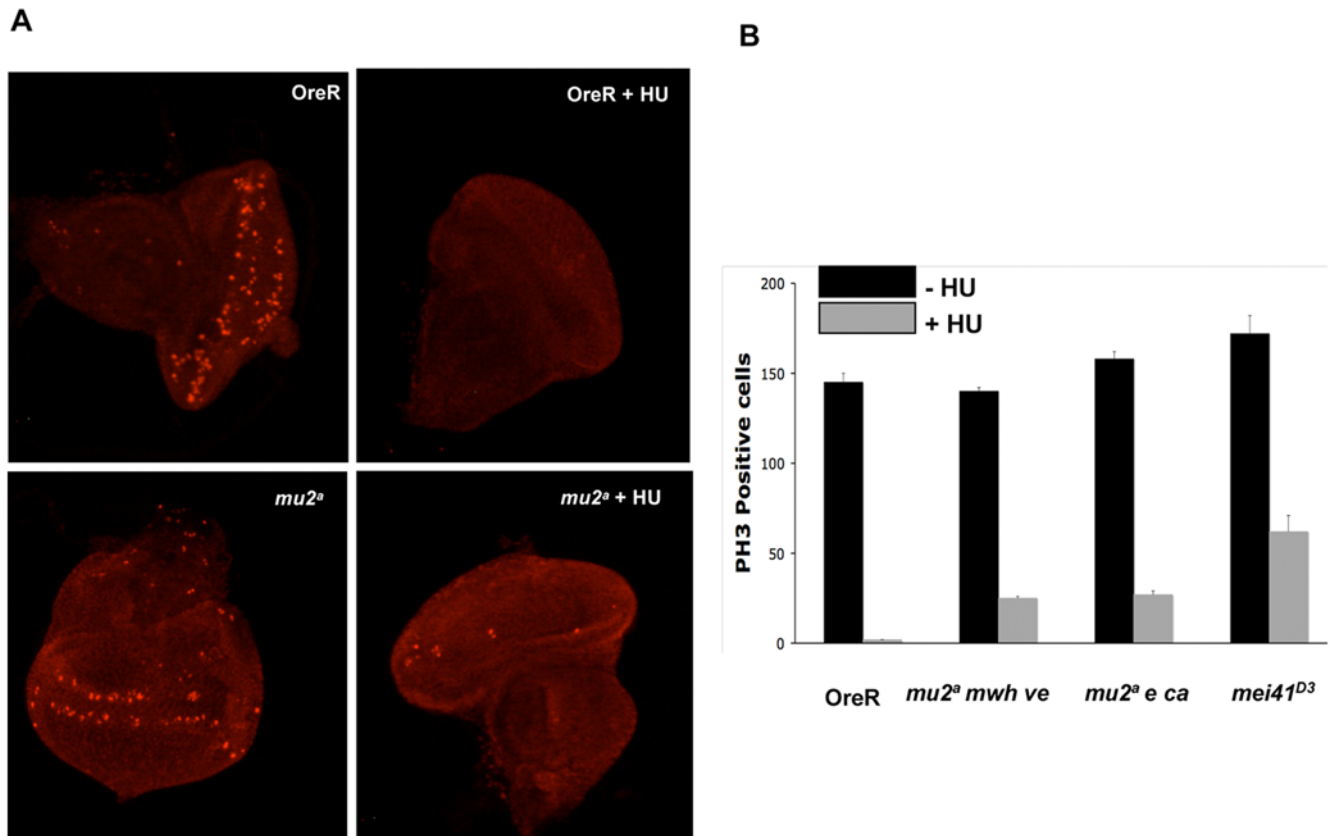 A
OreR
OreR + HU
mu2ᵃ
mu2ᵃ + HU
B
- HU
+ HU
PH3 Positive cells
200
150
100
50
0
OreR
mu2ᵃ mwh ve
mu2ᵃ e ca
mei41ᴰ³